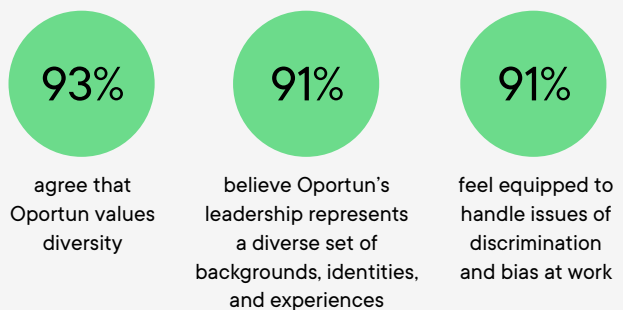 93%
agree that
Oportun values
diversity
91%
believe Oportun's
leadership represents
a diverse set of
backgrounds, identities,
and experiences
91%
feel equipped to
handle issues of
discrimination
and bias at work